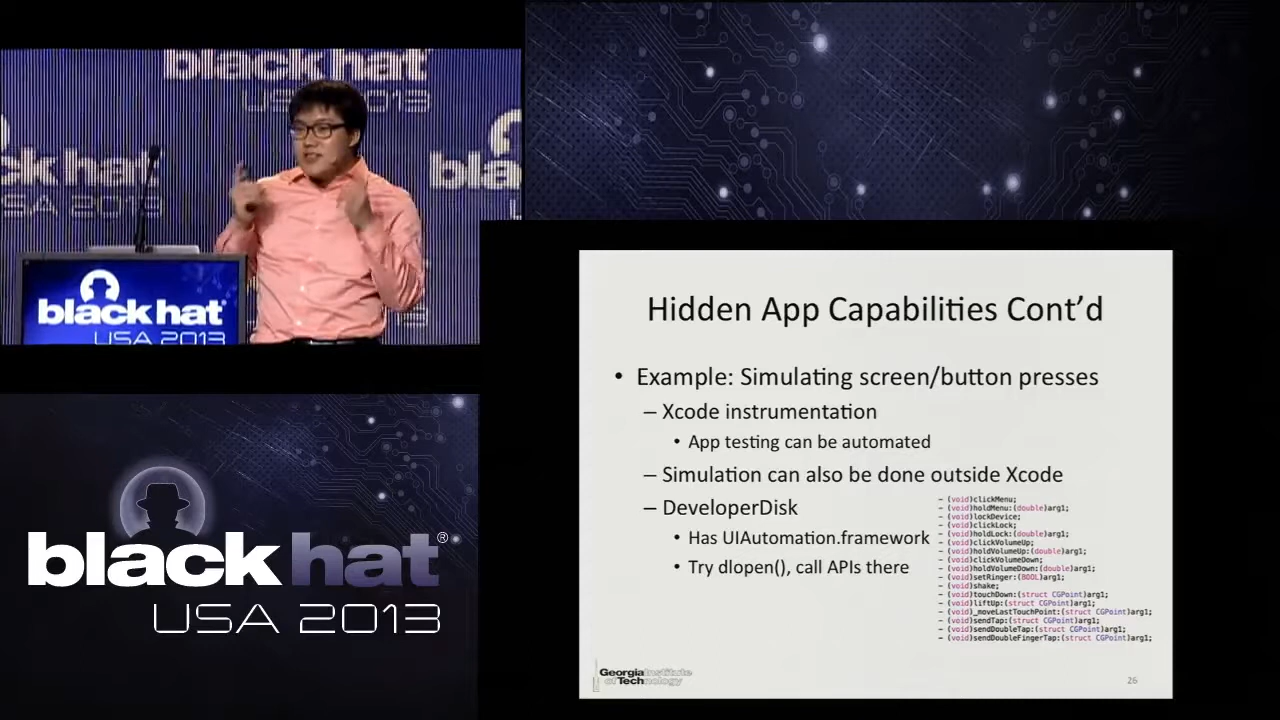 black hat
USA 2013
black hat
SA 2013
bla
black hat
USA 2013
black hat®
USA 2013
Hidden App Capabilities Cont'd
• Example: Simulating screen/button presses
– Xcode instrumentation
• App testing can be automated
– Simulation can also be done outside Xcode
– DeveloperDisk
• Has UIAutomation.framework
• Try dlopen(), call APIs there
- (void)clickMenu;
- (void)holdMenu:(double)arg1;
- (void)lockDevice;
- (void)clickLock;
- (void)holdLock:(double)arg1;
- (void)clickVolumeUp;
- (void)holdVolumeUp:(double)arg1;
- (void)clickVolumeDown;
- (void)holdVolumeDown:(double)arg1;
- (void)setRinger:(BOOL)arg1;
- (void)shake;
- (void)touchDown:(struct CGPoint)arg1;
- (void)liftUp:(struct CGPoint)arg1;
- (void)_moveLastTouchPoint:(struct CGPoint)arg1;
- (void)sendTap:(struct CGPoint)arg1;
- (void)sendDoubleTap:(struct CGPoint)arg1;
- (void)sendDoubleFingerTap:(struct CGPoint)arg1;
Georgia Institute
of Technology
26